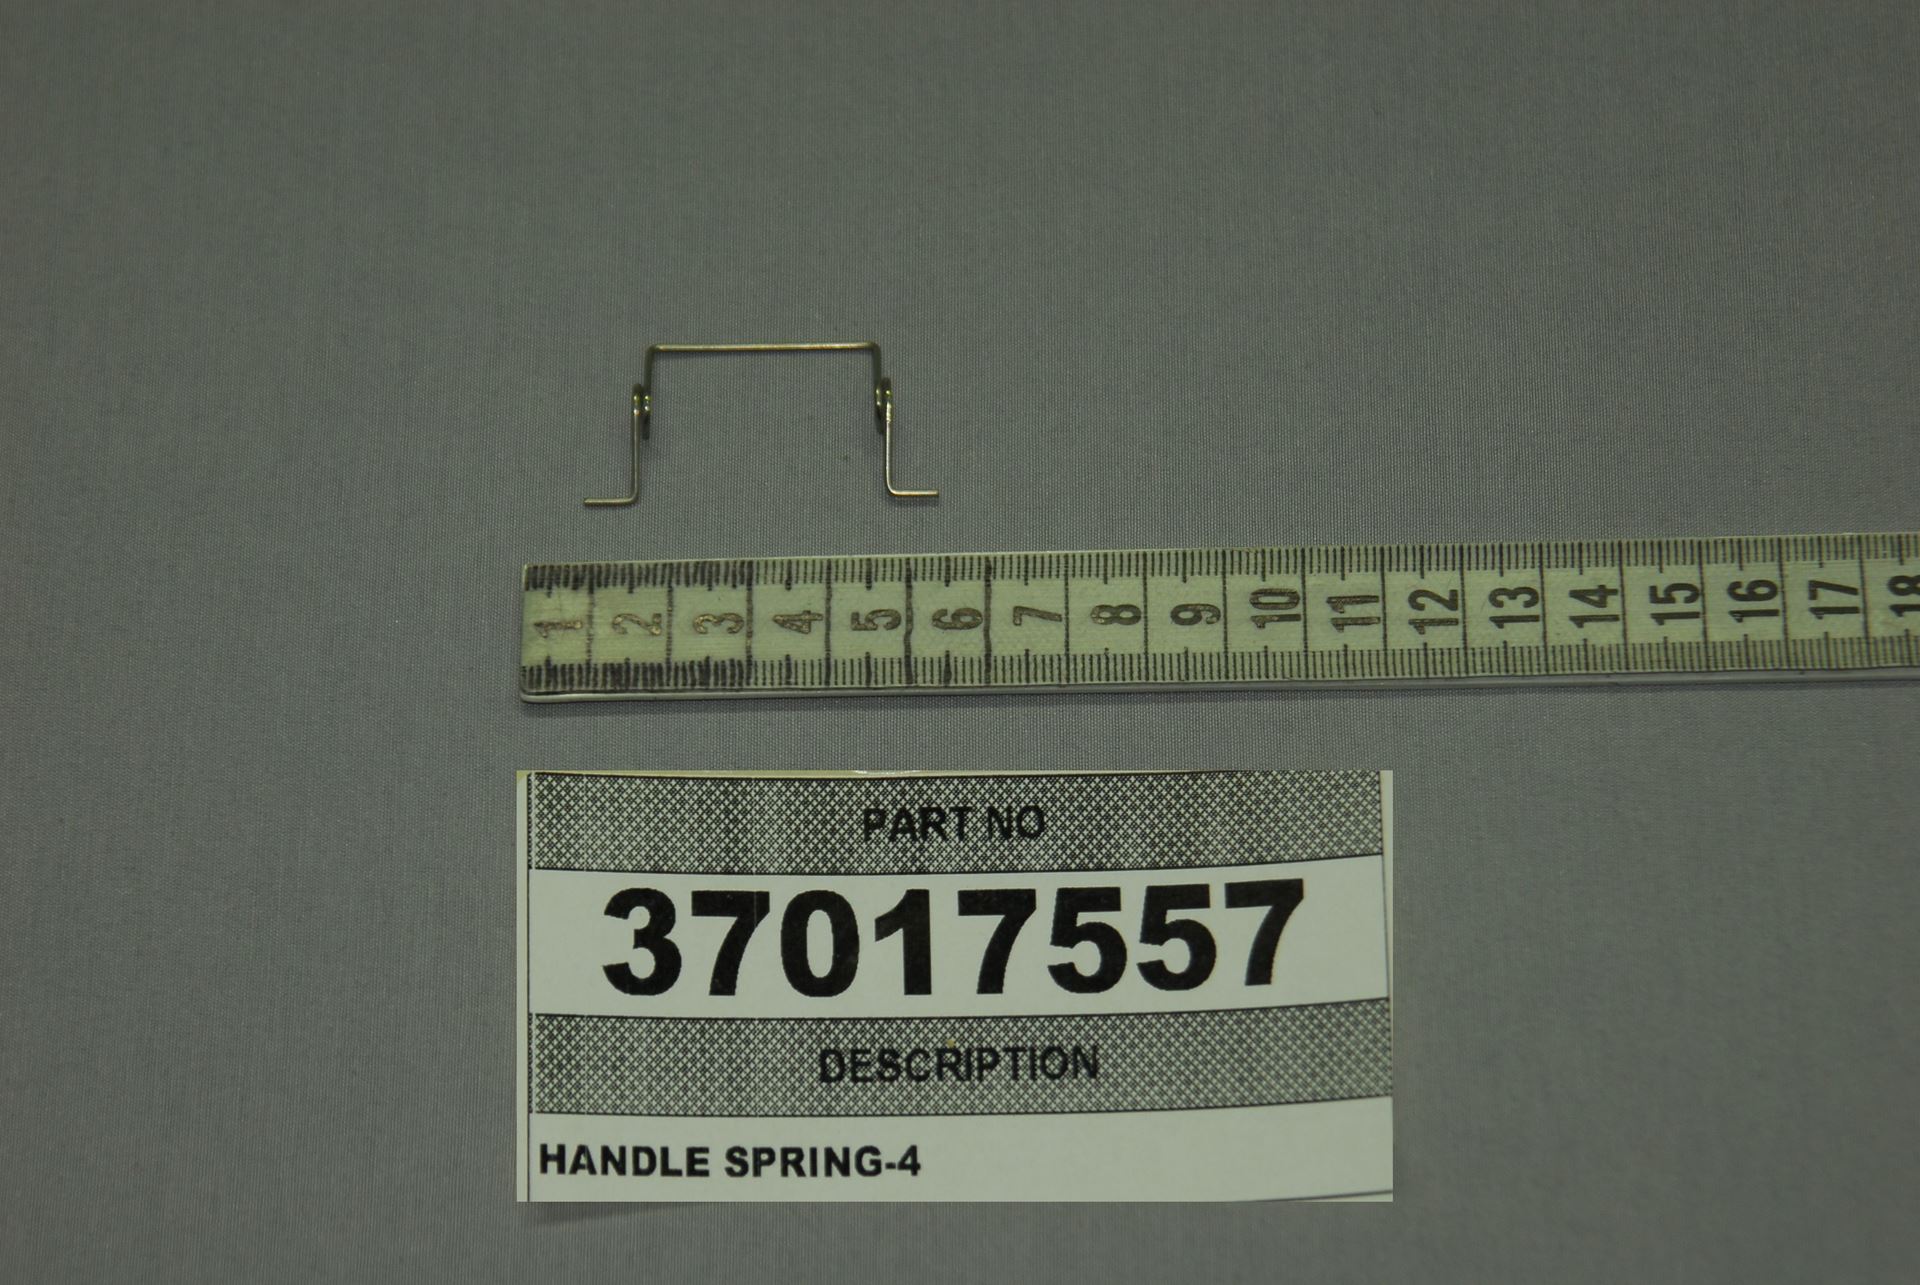 1 2 3 4 5 6 7 8 9 10 11 12 13 14 15 16 17 18
PART NO
37017557
DESCRIPTION
HANDLE SPRING-4